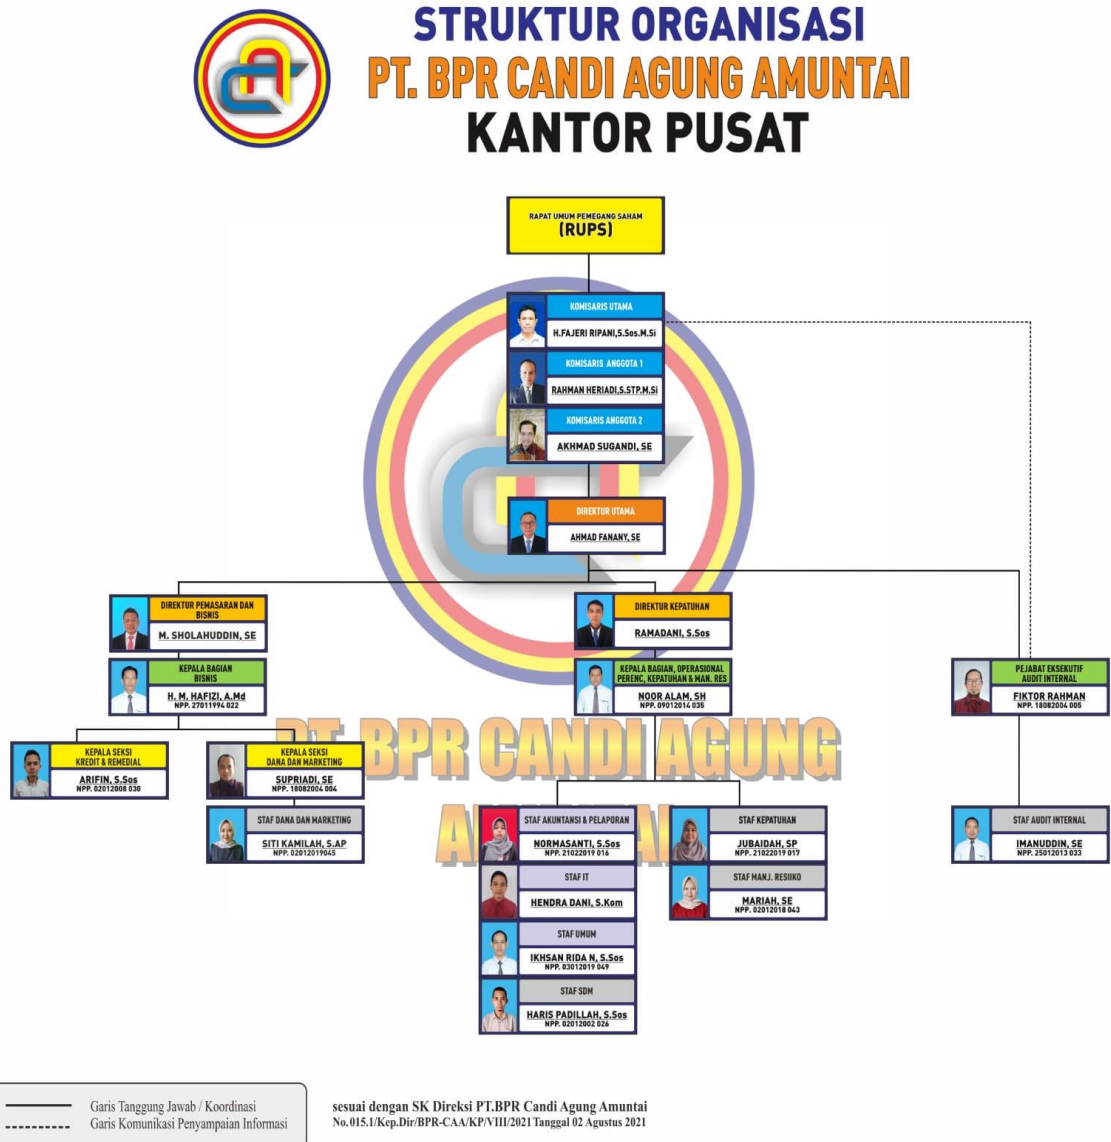 STRUKTUR ORGANISASI
PT. BPR CANDI AGUNG AMUNTAI
KANTOR PUSAT
RAPAT UMUM PEMEGANG SAHAM
(RUPS)
KOMISARIS UTAMA
H.FAJERI RIPANI,S.Sos.M.Si
KOMISARIS ANGGOTA 1
RAHMAN HERIADI,S.STP.M.Si
KOMISARIS ANGGOTA 2
AKHMAD SUGANDI, SE
DIREKTUR UTAMA
AHMAD FANANY, SE
DIREKTUR PEMASARAN DAN
BISNIS
M. SHOLAHUDDIN, SE
DIREKTUR KEPATUHAN
RAMADANI, S.Sos
KEPALA BAGIAN
BISNIS
H. M. HAFIZI, A.Md
NPP. 27011994 022
KEPALA BAGIAN, OPERASIONAL
PERENC, KEPATUHAN & MAN. RES
NOOR ALAM, SH
NPP. 09012014 035
PEJABAT EKSEKUTIF
AUDIT INTERNAL
FIKTOR RAHMAN
NPP. 18082004 005
KEPALA SEKSI
KREDIT & REMEDIAL
ARIFIN, S.Sos
NPP. 02012008 030
KEPALA SEKSI
DANA DAN MARKETING
SUPRIADI, SE
NPP. 18082004 004
PT. BPR CANDI AGUNG
STAF DANA DAN MARKETING
SITI KAMILAH, S.AP
NPP. 02012019045
STAF AKUNTANSI & PELAPORAN
NORMASANTI, S.Sos
NPP. 21022019 016
STAF KEPATUHAN
JUBAIDAH, SP
NPP. 21022019 017
STAF AUDIT INTERNAL
IMANUDDIN, SE
NPP. 25012013 033
STAF IT
HENDRA DANI, S.Kom
STAF MANJ. RESIIKO
MARIAH, SE
NPP. 02012018 043
STAF UMUM
IKHSAN RIDA N, S.Sos
NPP. 03012019 049
STAF SDM
HARIS PADILLAH, S.Sos
NPP. 02012002 026
Garis Tanggung Jawab / Koordinasi
Garis Komunikasi Penyampaian Informasi
sesuai dengan SK Direksi PT.BPR Candi Agung Amuntai
No. 015.1/Kep.Dir/BPR-CAA/KP/VIII/2021 Tanggal 02 Agustus 2021